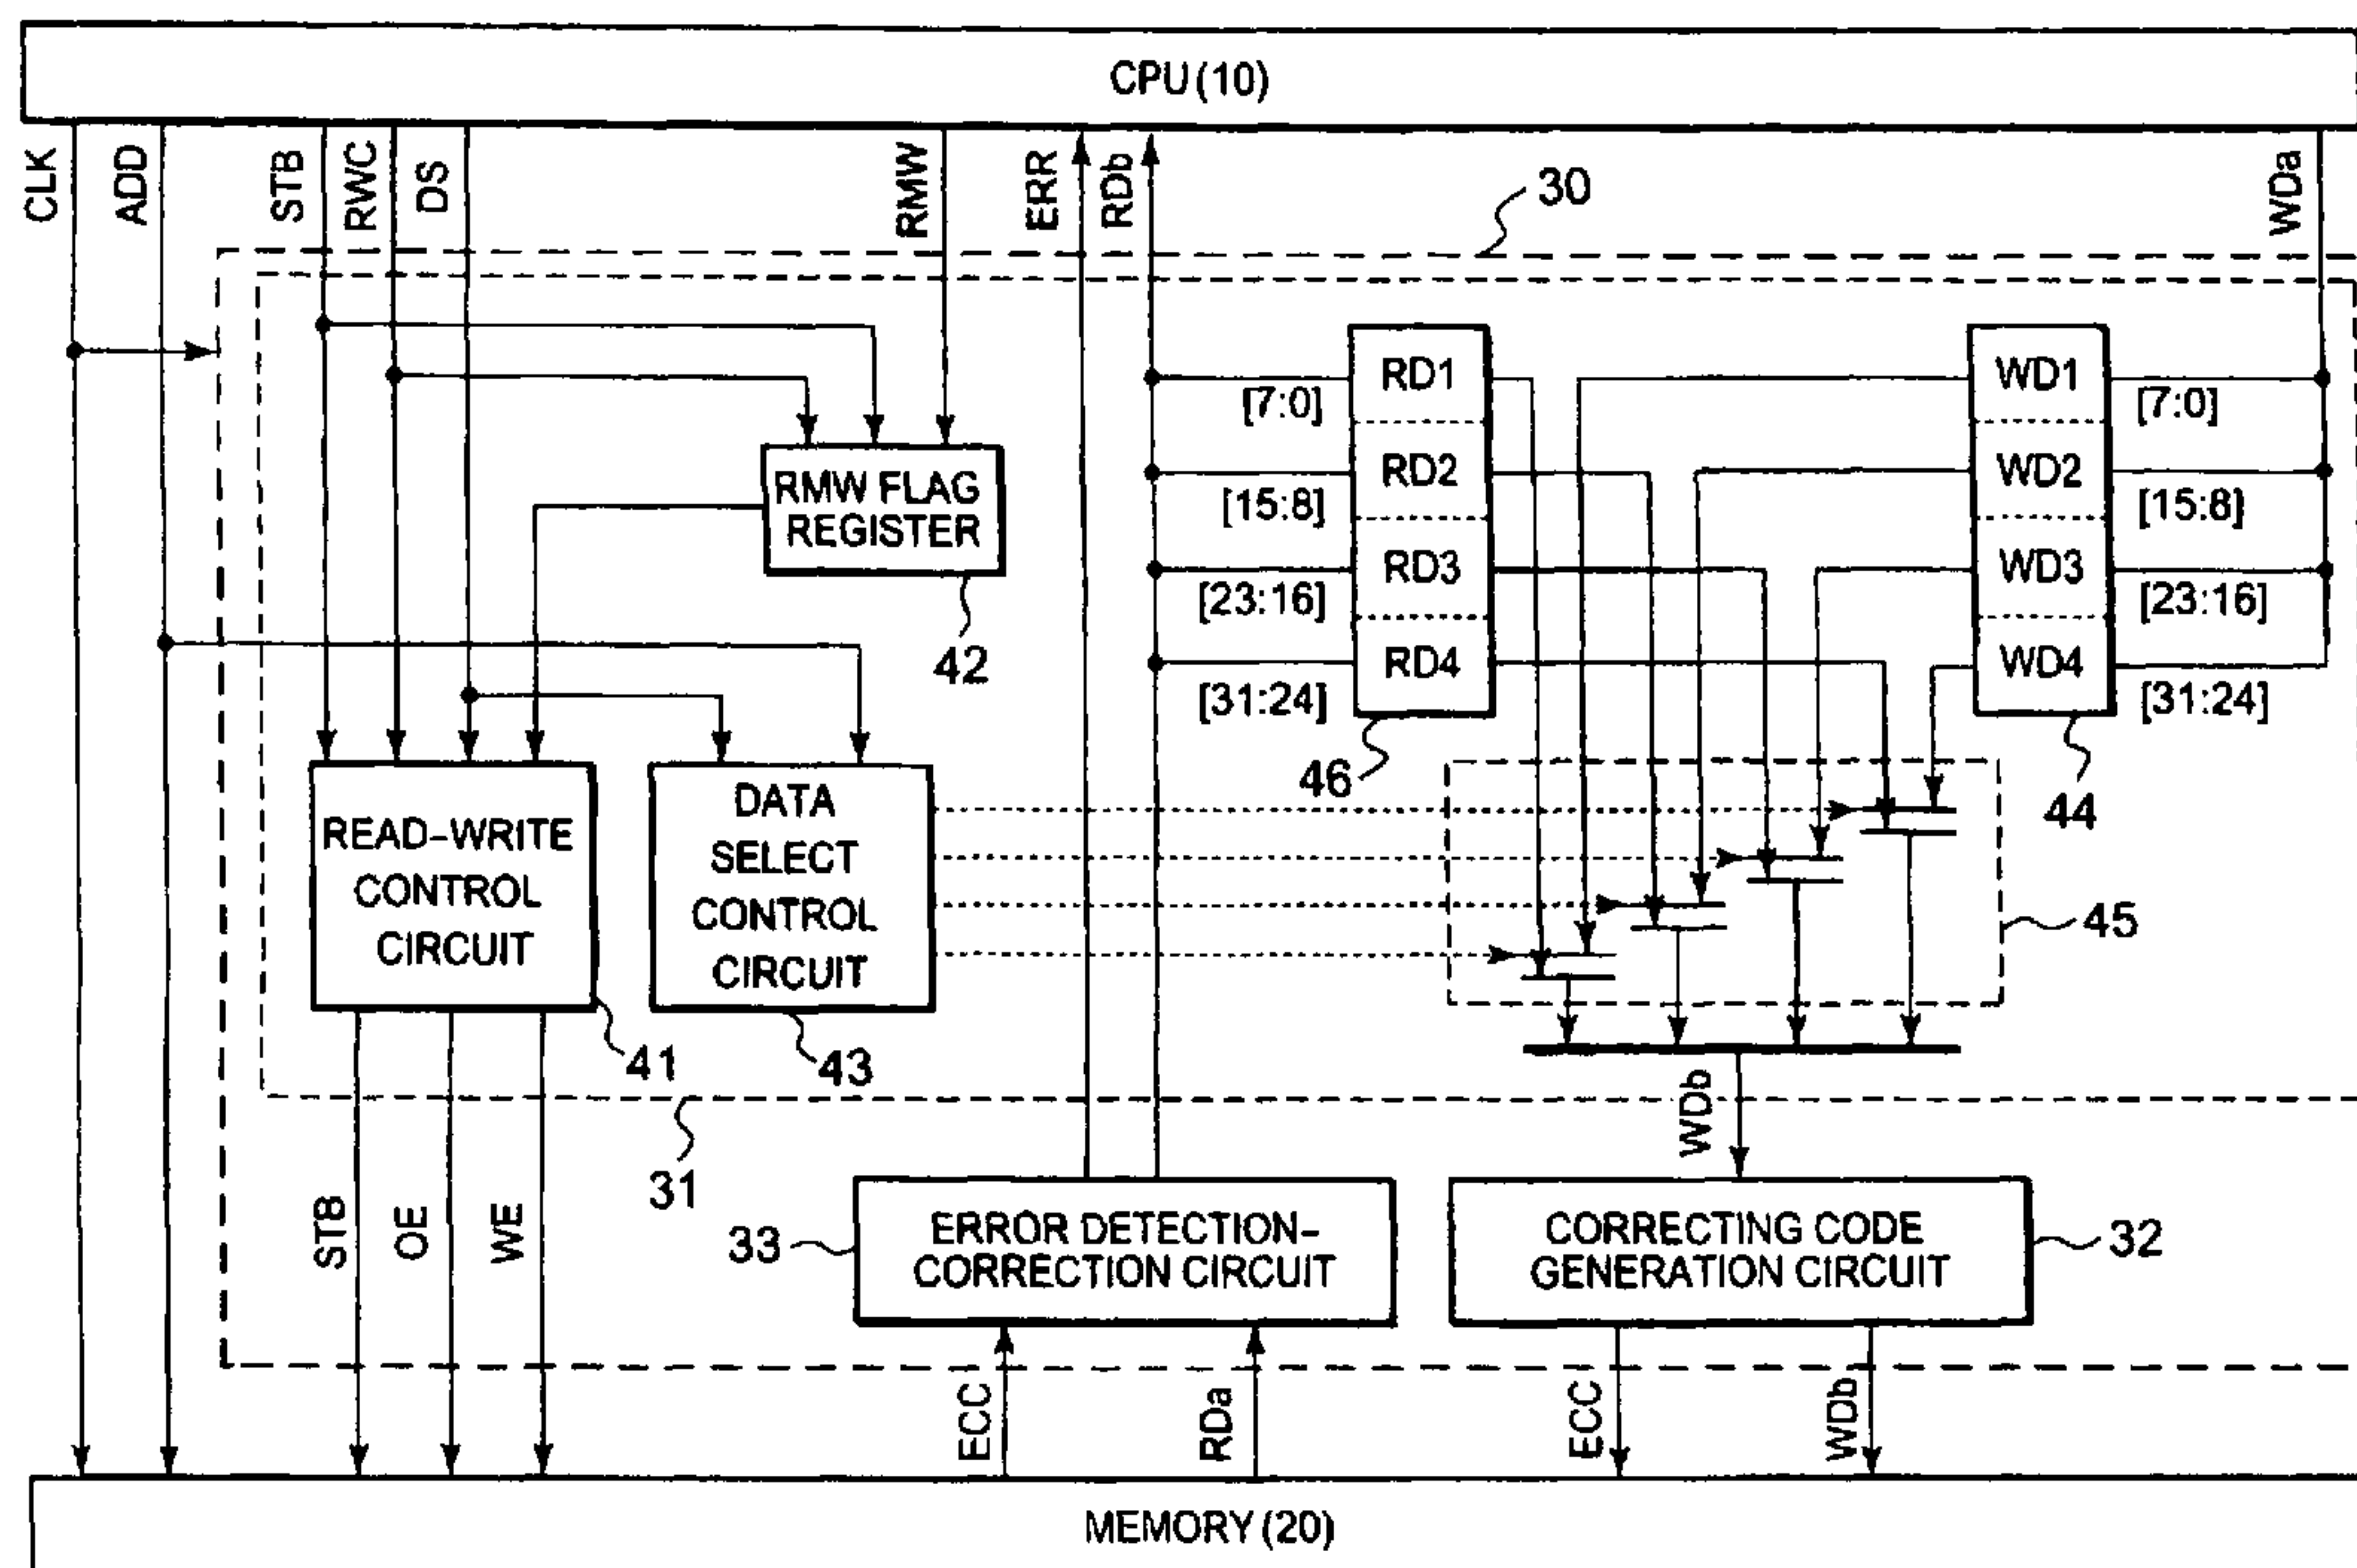 CPU(10)
CLK
ADD
STB
RWC
DS
RMW
ERR
RDb
WDa
30
RD1
WD1
[7:0]
[7:0]
RD2
WD2
[15:8]
[15:8]
RMW FLAG
REGISTER
RD3
WD3
[23:16]
[23:16]
42
RD4
WD4
[31:24]
[31:24]
46
44
READ-WRITE
CONTROL
CIRCUIT
DATA
SELECT
CONTROL
CIRCUIT
45
41
43
WDb
31
STB
OE
WE
33
ERROR DETECTION-
CORRECTION CIRCUIT
CORRECTING CODE
GENERATION CIRCUIT
32
ECC
RDa
ECC
WDb
MEMORY(20)